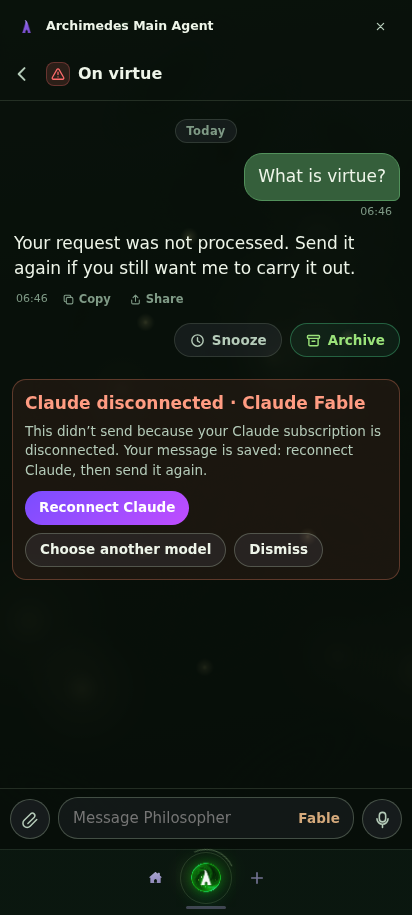 Archimedes Main Agent
On virtue
Today
What is virtue?
06:46
Your request was not processed. Send it
again if you still want me to carry it out.
06:46 Copy Share
Snooze Archive
Claude disconnected · Claude Fable
This didn’t send because your Claude subscription is
disconnected. Your message is saved: reconnect
Claude, then send it again.
Reconnect Claude
Choose another model Dismiss
Message Philosopher Fable